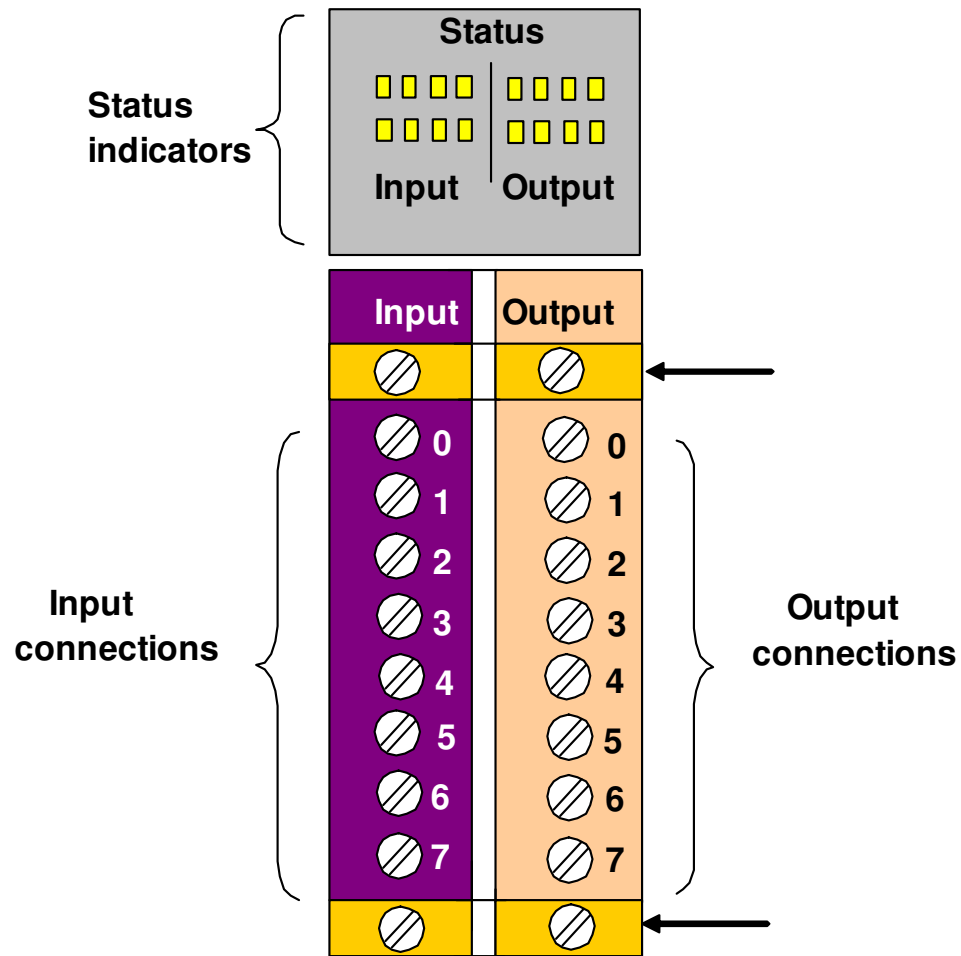 Status
Status
indicators
Input Output
Input Output
0 0
1 1
2 2
3 3
4 4
5 5
6 6
7 7
Input
connections
Output
connections